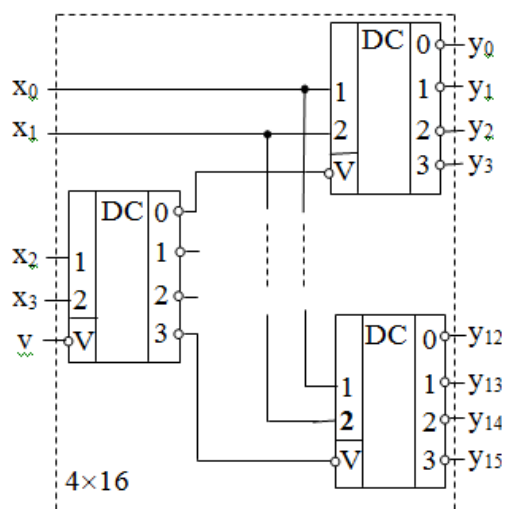 DC 0 y0
x0 1 1 y1
x1 2 2 y2
V 3 y3
DC 0
x2 1 1
x3 2 2
v V 3
DC 0 y12
1 1 y13
2 2 y14
V 3 y15
4×16